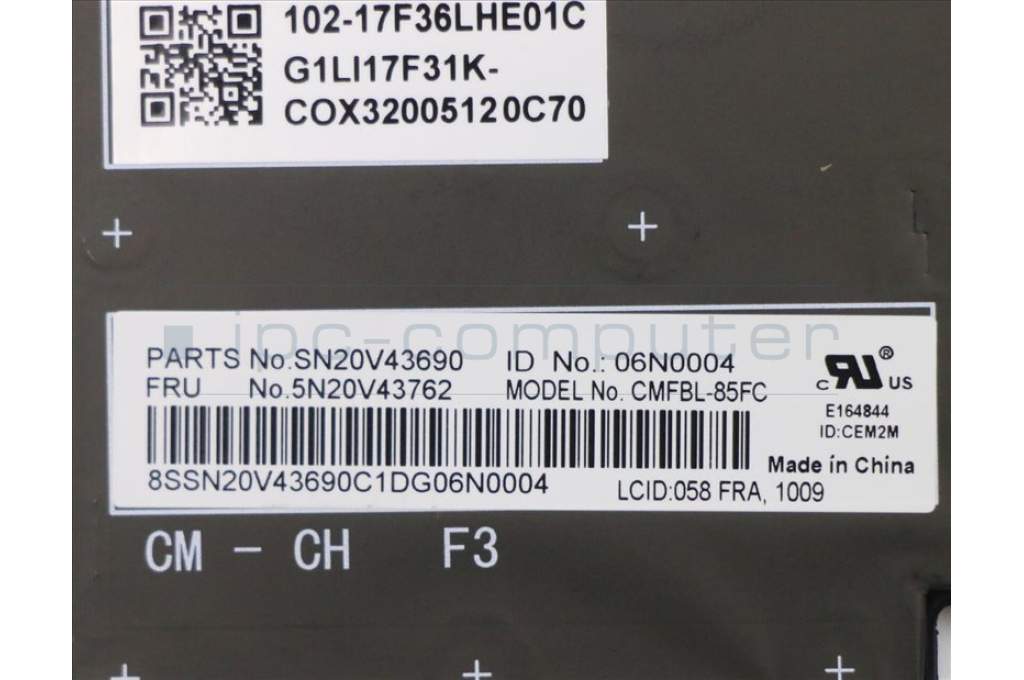 102-17F36LHE01C
G1LI17F31K-
COX32005120C70
ipc-computer
PARTS No.SN20V43690 ID No.: 06N0004
FRU No.5N20V43762 MODEL No. CMFBL-85FC
c RU ® US
E164844
ID:CEM2M
Made in China
8SSN20V43690C1DG06N0004
LCID:058 FRA, 1009
CM - CH F3